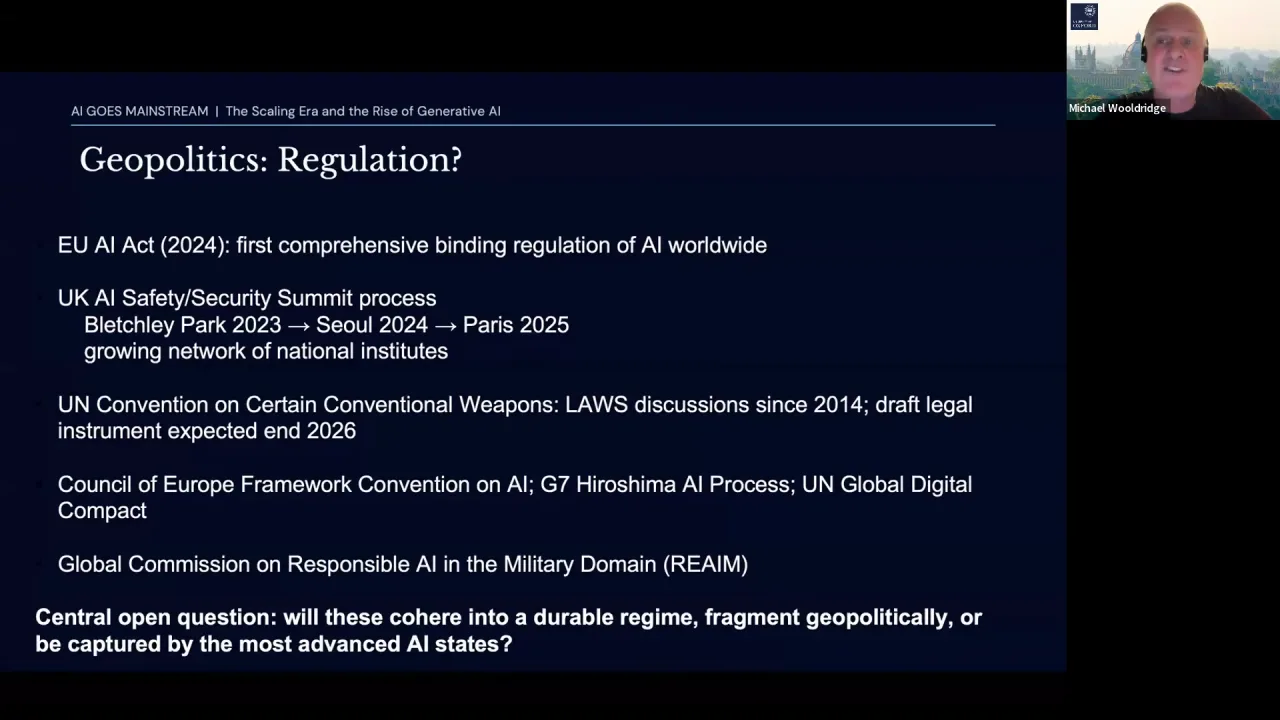 AI GOES MAINSTREAM | The Scaling Era and the Rise of Generative AI
Geopolitics: Regulation?
EU AI Act (2024): first comprehensive binding regulation of AI worldwide
UK AI Safety/Security Summit process
Bletchley Park 2023 → Seoul 2024 → Paris 2025
growing network of national institutes
UN Convention on Certain Conventional Weapons: LAWS discussions since 2014; draft legal
instrument expected end 2026
Council of Europe Framework Convention on AI; G7 Hiroshima AI Process; UN Global Digital
Compact
Global Commission on Responsible AI in the Military Domain (REAIM)
Central open question: will these cohere into a durable regime, fragment geopolitically, or
be captured by the most advanced AI states?
OXFORD
Michael Wooldridge